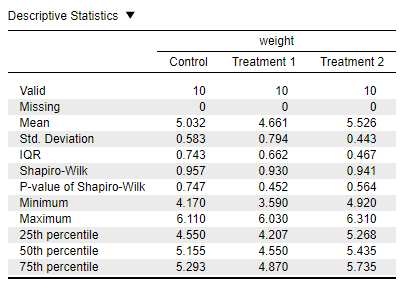 Descriptive Statistics ▼
weight
Control Treatment 1 Treatment 2
Valid 10 10 10
Missing 0 0 0
Mean 5.032 4.661 5.526
Std. Deviation 0.583 0.794 0.443
IQR 0.743 0.662 0.467
Shapiro-Wilk 0.957 0.930 0.941
P-value of Shapiro-Wilk 0.747 0.452 0.564
Minimum 4.170 3.590 4.920
Maximum 6.110 6.030 6.310
25th percentile 4.550 4.207 5.268
50th percentile 5.155 4.550 5.435
75th percentile 5.293 4.870 5.735